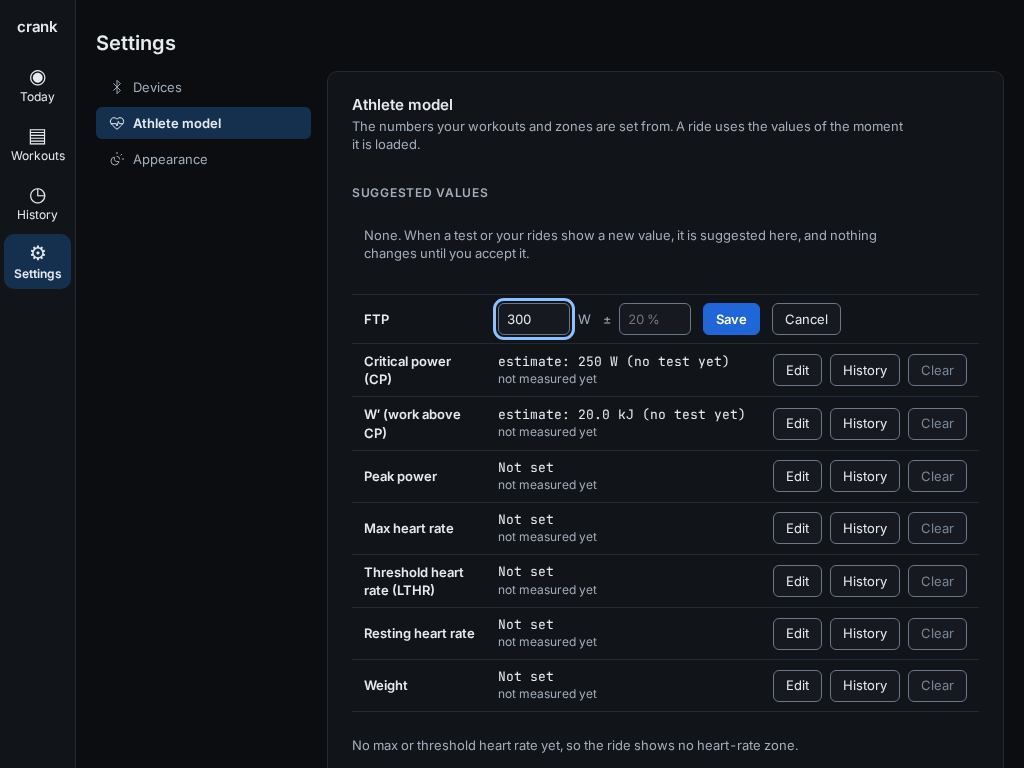 crank
Today
Workouts
History
Settings
Settings
Devices
Athlete model
Appearance
Athlete model
The numbers your workouts and zones are set from. A ride uses the values of the moment
it is loaded.
SUGGESTED VALUES
None. When a test or your rides show a new value, it is suggested here, and nothing
changes until you accept it.
FTP 300 W ± 20 % Save Cancel
Critical power
(CP)
estimate: 250 W (no test yet)
not measured yet
Edit History Clear
W′ (work above
CP)
estimate: 20.0 kJ (no test yet)
not measured yet
Edit History Clear
Peak power
Not set
not measured yet
Edit History Clear
Max heart rate
Not set
not measured yet
Edit History Clear
Threshold heart
rate (LTHR)
Not set
not measured yet
Edit History Clear
Resting heart rate
Not set
not measured yet
Edit History Clear
Weight
Not set
not measured yet
Edit History Clear
No max or threshold heart rate yet, so the ride shows no heart-rate zone.